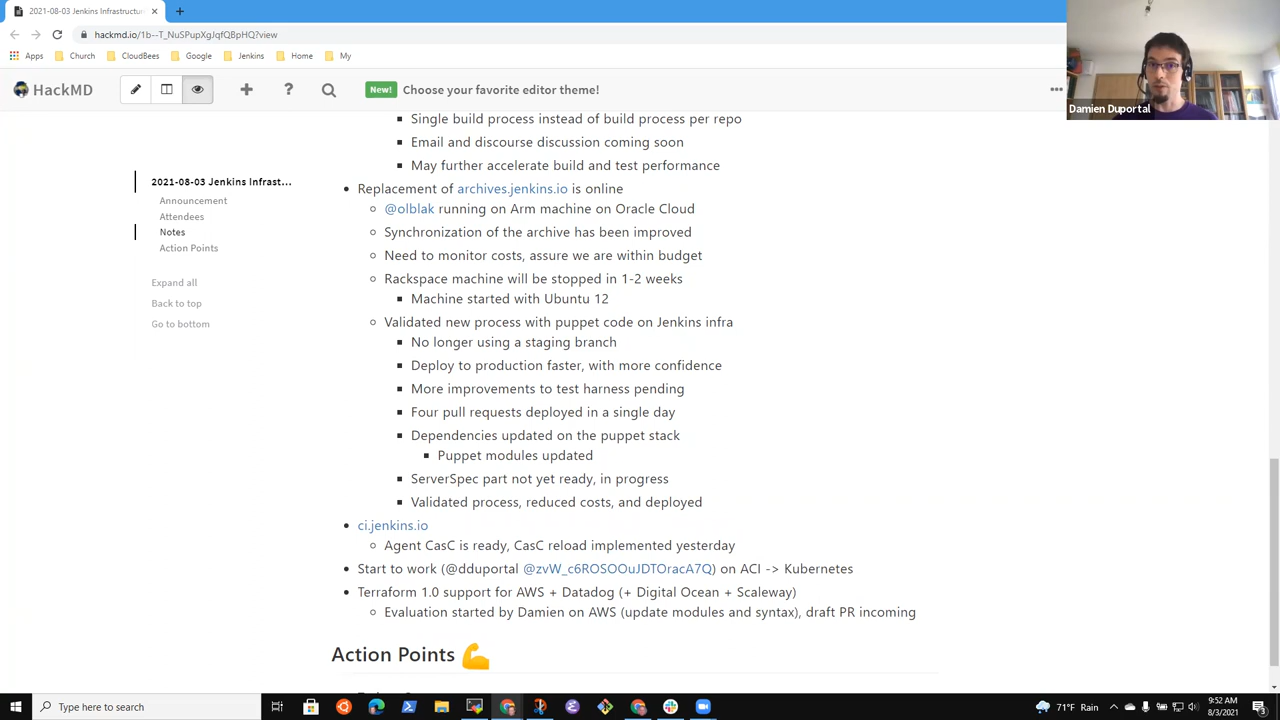 2021-08-03 Jenkins Infrastructu
hackmd.io/1b--T_NuSPupXgJqfQBpHQ?view
Apps
Church
CloudBees
Google
Jenkins
Home
My
HackMD
New!
Choose your favorite editor theme!
Damien Duportal
2021-08-03 Jenkins Infrast...
Announcement
Attendees
Notes
Action Points
Expand all
Back to top
Go to bottom
Single build process instead of build process per repo
Email and discourse discussion coming soon
May further accelerate build and test performance
Replacement of archives.jenkins.io is online
@olblak running on Arm machine on Oracle Cloud
Synchronization of the archive has been improved
Need to monitor costs, assure we are within budget
Rackspace machine will be stopped in 1-2 weeks
Machine started with Ubuntu 12
Validated new process with puppet code on Jenkins infra
No longer using a staging branch
Deploy to production faster, with more confidence
More improvements to test harness pending
Four pull requests deployed in a single day
Dependencies updated on the puppet stack
Puppet modules updated
ServerSpec part not yet ready, in progress
Validated process, reduced costs, and deployed
ci.jenkins.io
Agent CasC is ready, CasC reload implemented yesterday
Start to work (@dduportal @zvW_c6ROSOOuJDTOracA7Q) on ACI -> Kubernetes
Terraform 1.0 support for AWS + Datadog (+ Digital Ocean + Scaleway)
Evaluation started by Damien on AWS (update modules and syntax), draft PR incoming
Action Points
Type here to search
71°F Rain
9:52 AM
8/3/2021